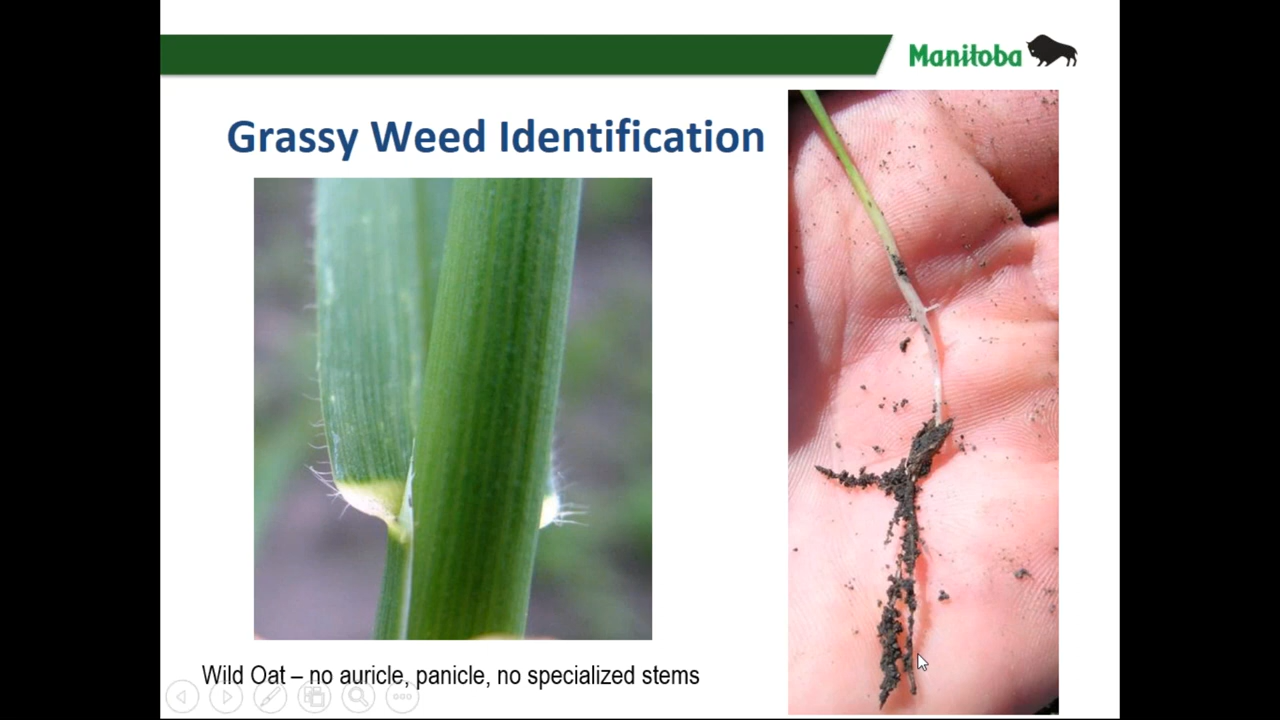 Manitoba
Grassy Weed Identification
Wild Oat – no auricle, panicle, no specialized stems